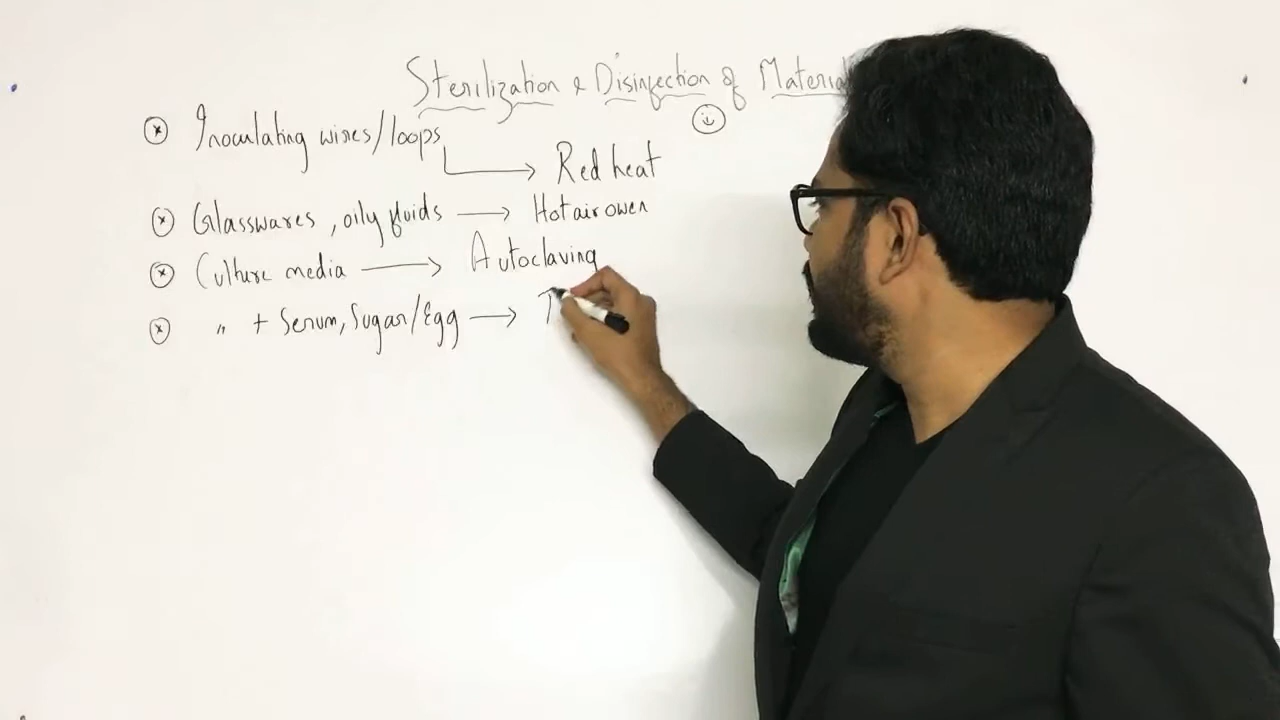 Sterilization & Disinfection of Material
Inoculating wires/loops
→ Red heat
Glasswares, oily fluids → Hot air owen
Culture media → Autoclaving
" + Serum, Sugar/Egg → T